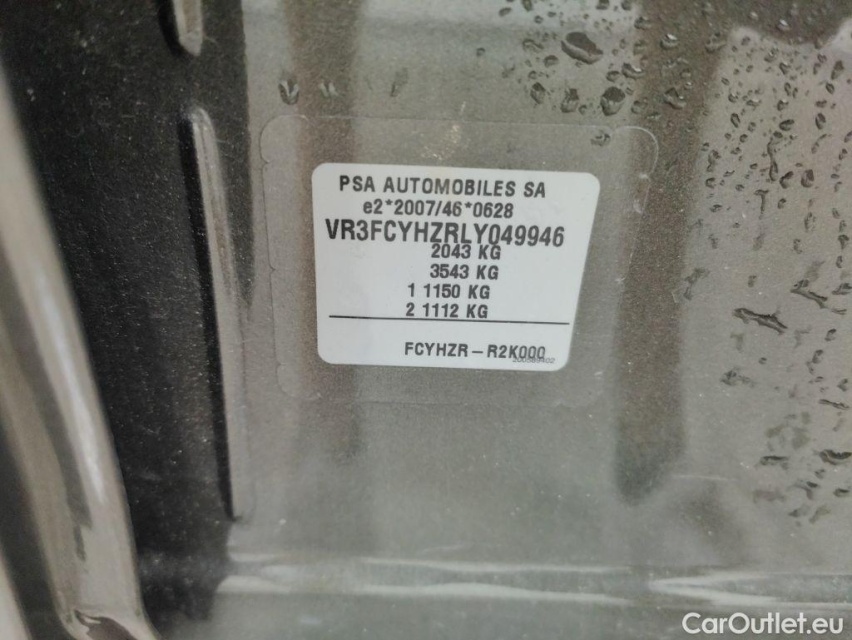 PSA AUTOMOBILES SA
e2*2007/46*0628
VR3FCYHZRLY049946
2043 KG
3543 KG
1 1150 KG
2 1112 KG
FCYHZR – R2K000
CarOutlet.eu